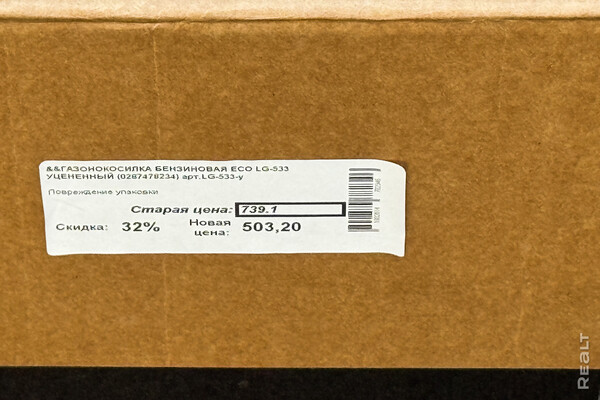 &&ГАЗОНОКОСИЛКА БЕНЗИНОВАЯ ECO LG-533
УЦЕНЕННЫЙ (0287478234) арт.LG-533-у
Повреждение упаковки
Старая цена: 739.1
Скидка: 32% Новая цена: 503,20
REALT